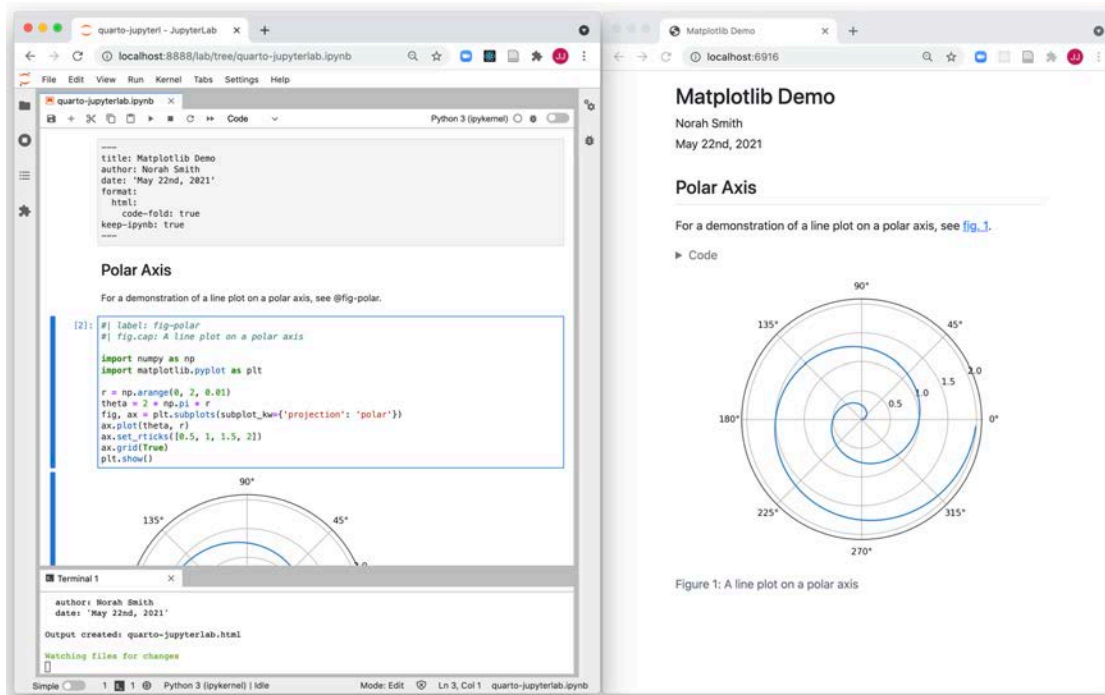 quarto-jupyterl - JupyterLab
localhost:8888/lab/tree/quarto-jupyterlab.ipynb
JJ
File Edit View Run Kernel Tabs Settings Help
quarto-jupyterlab.ipynb
Code
Python 3 (ipykernel)
---
title: Matplotlib Demo
author: Norah Smith
date: 'May 22nd, 2021'
format:
  html:
    code-fold: true
keep-ipynb: true
---
Polar Axis
For a demonstration of a line plot on a polar axis, see @fig-polar.
[2]:
#| label: fig-polar
#| fig.cap: A line plot on a polar axis
import numpy as np
import matplotlib.pyplot as plt
r = np.arange(0, 2, 0.01)
theta = 2 * np.pi * r
fig, ax = plt.subplots(subplot_kw={'projection': 'polar'})
ax.plot(theta, r)
ax.set_rticks([0.5, 1, 1.5, 2])
ax.grid(True)
plt.show()
90°
135° 45°
Terminal 1
author: Norah Smith
date: 'May 22nd, 2021'
Output created: quarto-jupyterlab.html
Watching files for changes
Simple 1 1 Python 3 (ipykernel) | Idle Mode: Edit Ln 3, Col 1 quarto-jupyterlab.ipynb
Matplotlib Demo
localhost:6916
JJ
Matplotlib Demo
Norah Smith
May 22nd, 2021
Polar Axis
For a demonstration of a line plot on a polar axis, see fig. 1.
Code
90°
135° 45°
2.0
1.5
1.0
0.5
180° 0°
225° 315°
270°
Figure 1: A line plot on a polar axis